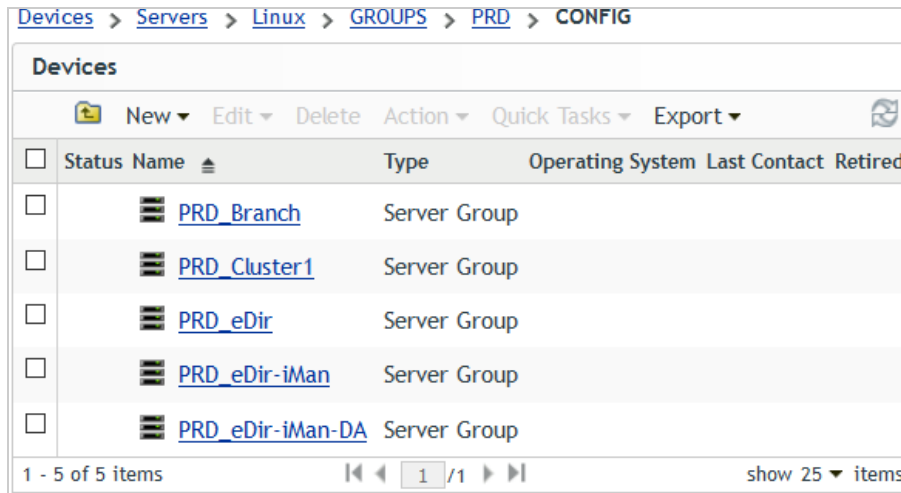 Devices > Servers > Linux > GROUPS > PRD > CONFIG
Devices
New Edit Delete Action Quick Tasks Export
Status Name Type Operating System Last Contact Retired
PRD_Branch Server Group
PRD_Cluster1 Server Group
PRD_eDir Server Group
PRD_eDir-iMan Server Group
PRD_eDir-iMan-DA Server Group
1 - 5 of 5 items 1 /1 show 25 items